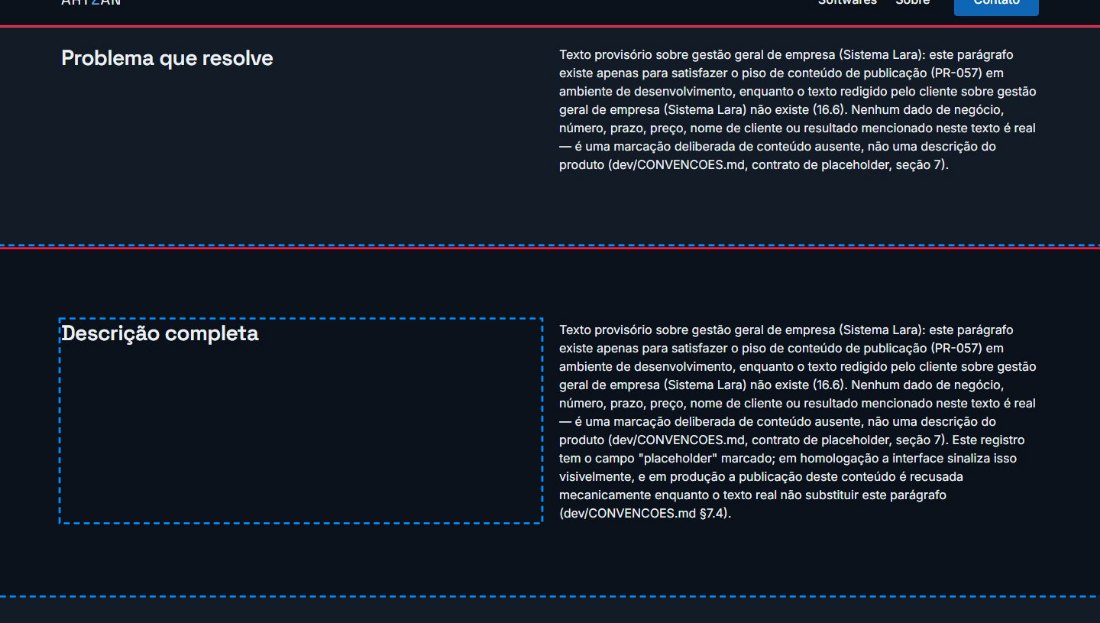 ARTZAN
Softwares Sobre Contato
Problema que resolve
Texto provisório sobre gestão geral de empresa (Sistema Lara): este parágrafo
existe apenas para satisfazer o piso de conteúdo de publicação (PR-057) em
ambiente de desenvolvimento, enquanto o texto redigido pelo cliente sobre gestão
geral de empresa (Sistema Lara) não existe (16.6). Nenhum dado de negócio,
número, prazo, preço, nome de cliente ou resultado mencionado neste texto é real
— é uma marcação deliberada de conteúdo ausente, não uma descrição do
produto (dev/CONVENCOES.md, contrato de placeholder, seção 7).
Descrição completa
Texto provisório sobre gestão geral de empresa (Sistema Lara): este parágrafo
existe apenas para satisfazer o piso de conteúdo de publicação (PR-057) em
ambiente de desenvolvimento, enquanto o texto redigido pelo cliente sobre gestão
geral de empresa (Sistema Lara) não existe (16.6). Nenhum dado de negócio,
número, prazo, preço, nome de cliente ou resultado mencionado neste texto é real
— é uma marcação deliberada de conteúdo ausente, não uma descrição do
produto (dev/CONVENCOES.md, contrato de placeholder, seção 7). Este registro
tem o campo "placeholder" marcado; em homologação a interface sinaliza isso
visivelmente, e em produção a publicação deste conteúdo é recusada
mecanicamente enquanto o texto real não substituir este parágrafo
(dev/CONVENCOES.md §7.4).